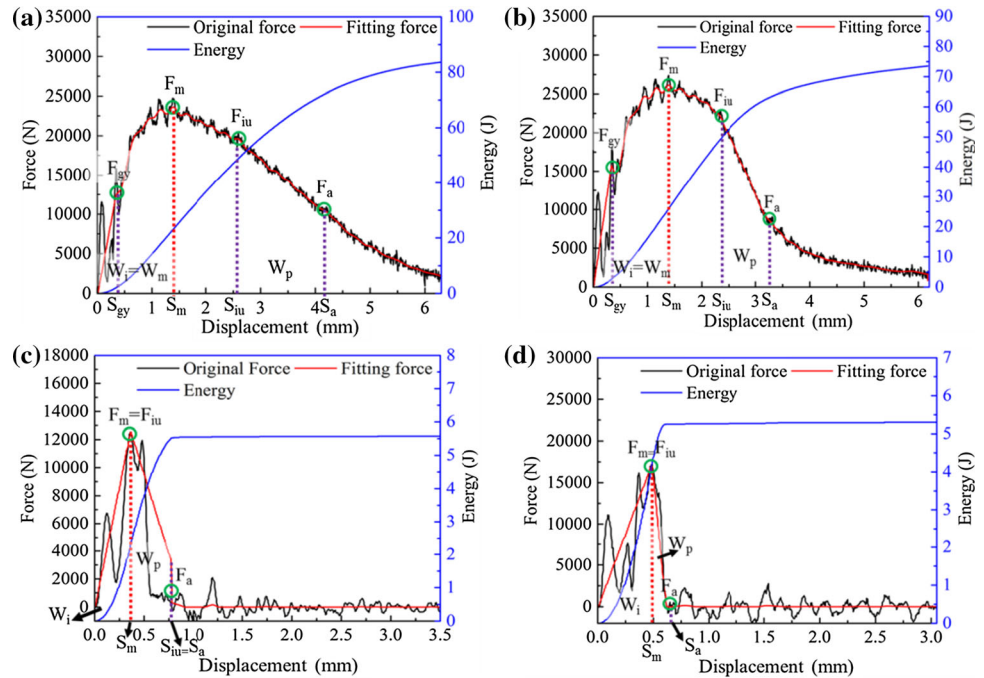 (a)
Original force
Fitting force
Energy
35000
30000
25000
20000
15000
10000
5000
0
Force (N)
100
80
60
40
20
0
Energy (J)
F_gy
F_m
F_iu
F_a
W_i=W_m
W_p
0 1 2 3 4 5 6
S_gy S_m S_iu S_a
Displacement (mm)
(b)
Original force
Fitting force
Energy
35000
30000
25000
20000
15000
10000
5000
0
Force (N)
90
80
70
60
50
40
30
20
10
0
Energy (J)
F_gy
F_m
F_iu
F_a
W_i=W_m
W_p
0 1 2 3 4 5 6
S_gy S_m S_iu S_a
Displacement (mm)
(c)
Original Force
Fitting force
Energy
18000
16000
14000
12000
10000
8000
6000
4000
2000
0
Force (N)
8
7
6
5
4
3
2
1
0
Energy (J)
F_m=F_iu
W_p
F_a
W_i
0.0 0.5 1.0 1.5 2.0 2.5 3.0 3.5
S_m S_iu=S_a
Displacement (mm)
(d)
Original force
Fitting force
Energy
30000
25000
20000
15000
10000
5000
0
Force (N)
7
6
5
4
3
2
1
0
Energy (J)
F_m=F_iu
W_p
W_i
F_a
0.0 0.5 1.0 1.5 2.0 2.5 3.0
S_m S_a
Displacement (mm)